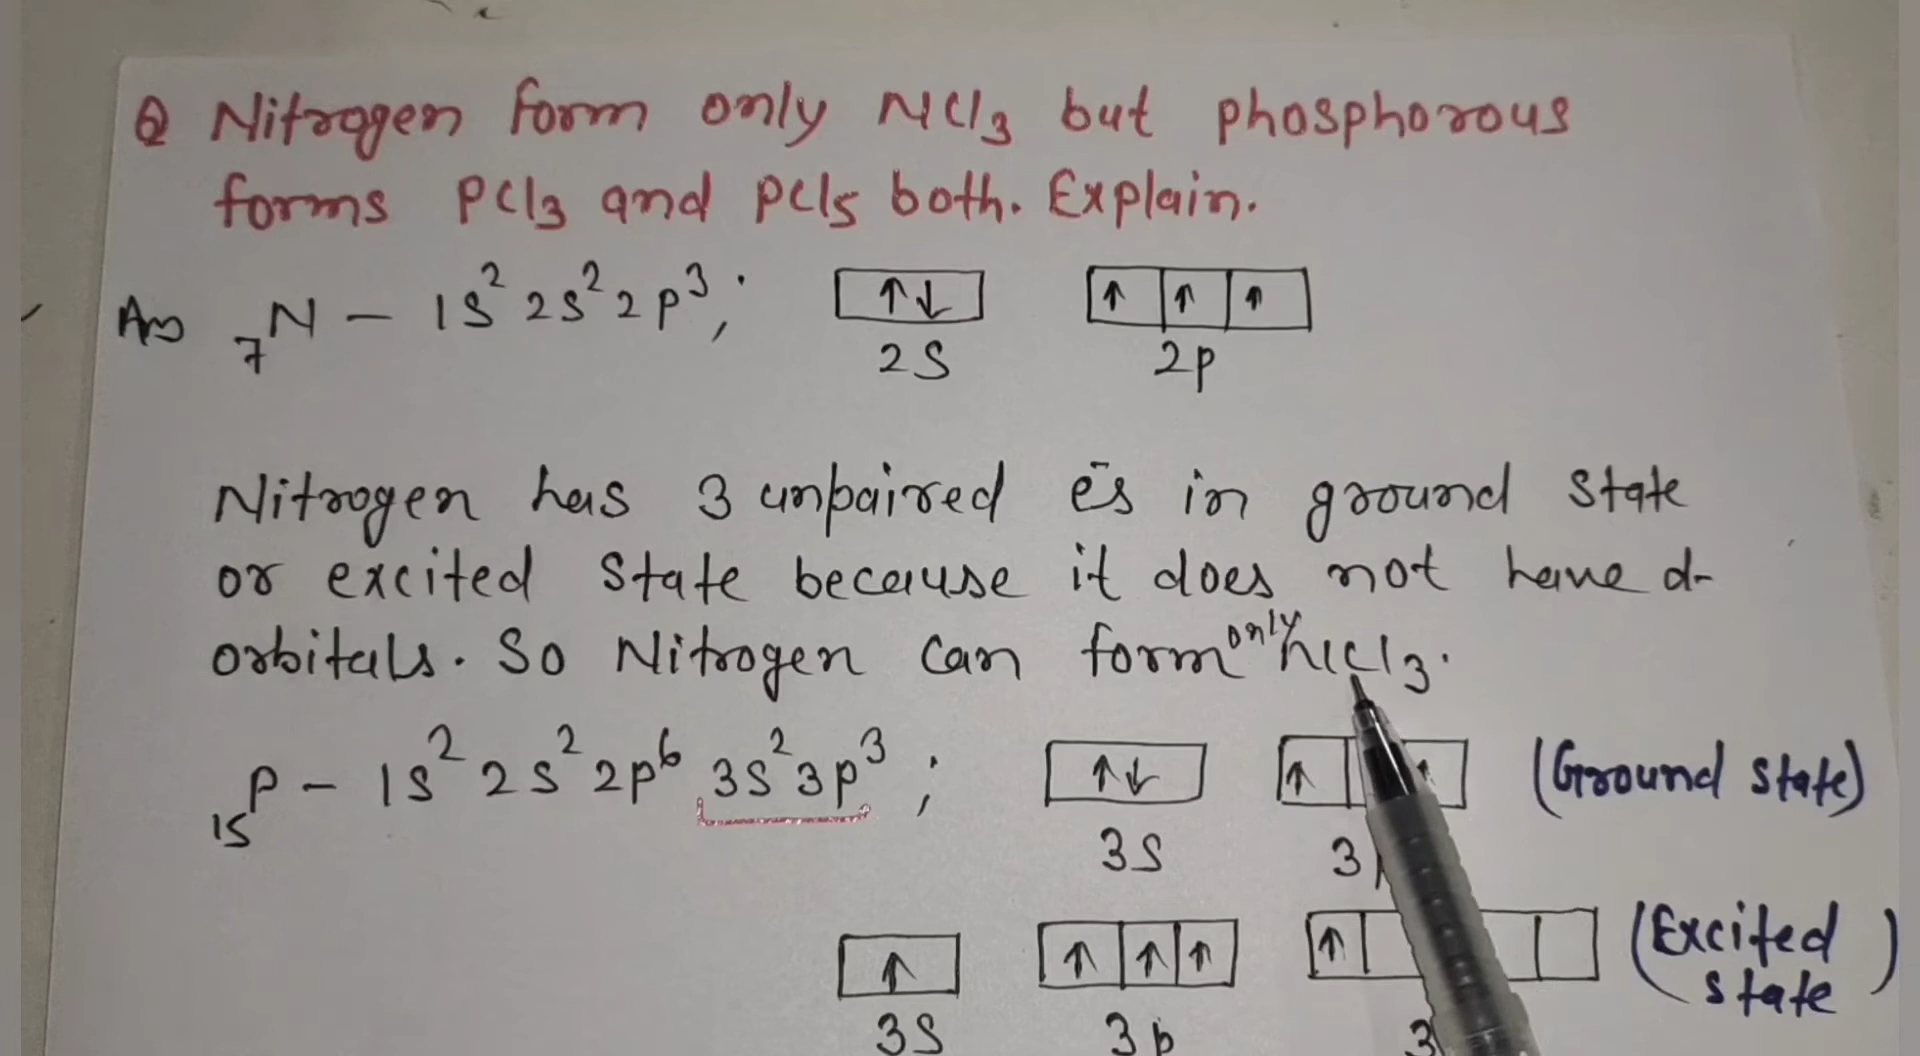 Q Nitrogen form only NCl3 but phosphorous
forms PCl3 and PCl5 both. Explain.
Ans 7N - 1s² 2s² 2p³; ↑↓ ↑ ↑ ↑
2S 2p
Nitrogen has 3 unpaired e⁻s in ground state
or excited state because it does not have d-
orbitals. So Nitrogen can form only NCl3.
15P - 1s² 2s² 2p⁶ 3s² 3p³; ↑↓ ↑ ↑ (Ground state)
3S 3
↑ ↑ ↑ ↑ ↑ (Excited state)
3S 3p 3